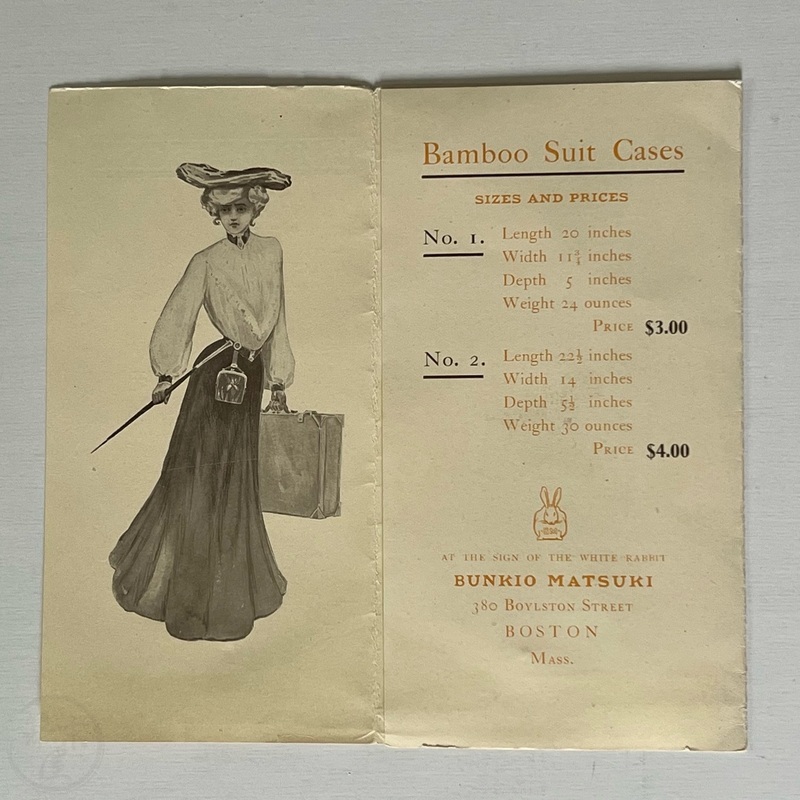 Bamboo Suit Cases
SIZES AND PRICES
No. 1. Length 20 inches
Width 11¾ inches
Depth 5 inches
Weight 24 ounces
PRICE $3.00
No. 2. Length 22½ inches
Width 14 inches
Depth 5½ inches
Weight 30 ounces
PRICE $4.00
AT THE SIGN OF THE WHITE RABBIT
BUNKIO MATSUKI
380 BOYLSTON STREET
BOSTON
MASS.